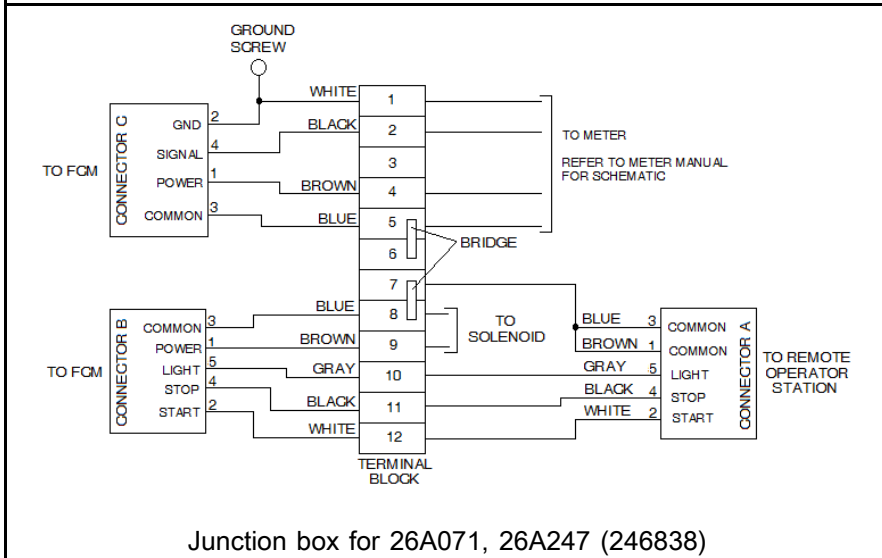 GROUND
SCREW
CONNECTOR C
TO FCM
GND 2
SIGNAL 4
POWER 1
COMMON 3
WHITE
BLACK
BROWN
BLUE
1
2
3
4
5
6
7
8
9
10
11
12
TERMINAL
BLOCK
TO METER
REFER TO METER MANUAL
FOR SCHEMATIC
BRIDGE
CONNECTOR B
TO FCM
COMMON 3
POWER 1
LIGHT 5
STOP 4
START 2
BLUE
BROWN
GRAY
BLACK
WHITE
TO
SOLENOID
BLUE 3 COMMON
BROWN 1 COMMON
GRAY 5 LIGHT
BLACK 4 STOP
WHITE 2 START
CONNECTOR A
TO REMOTE
OPERATOR
STATION
Junction box for 26A071, 26A247 (246838)